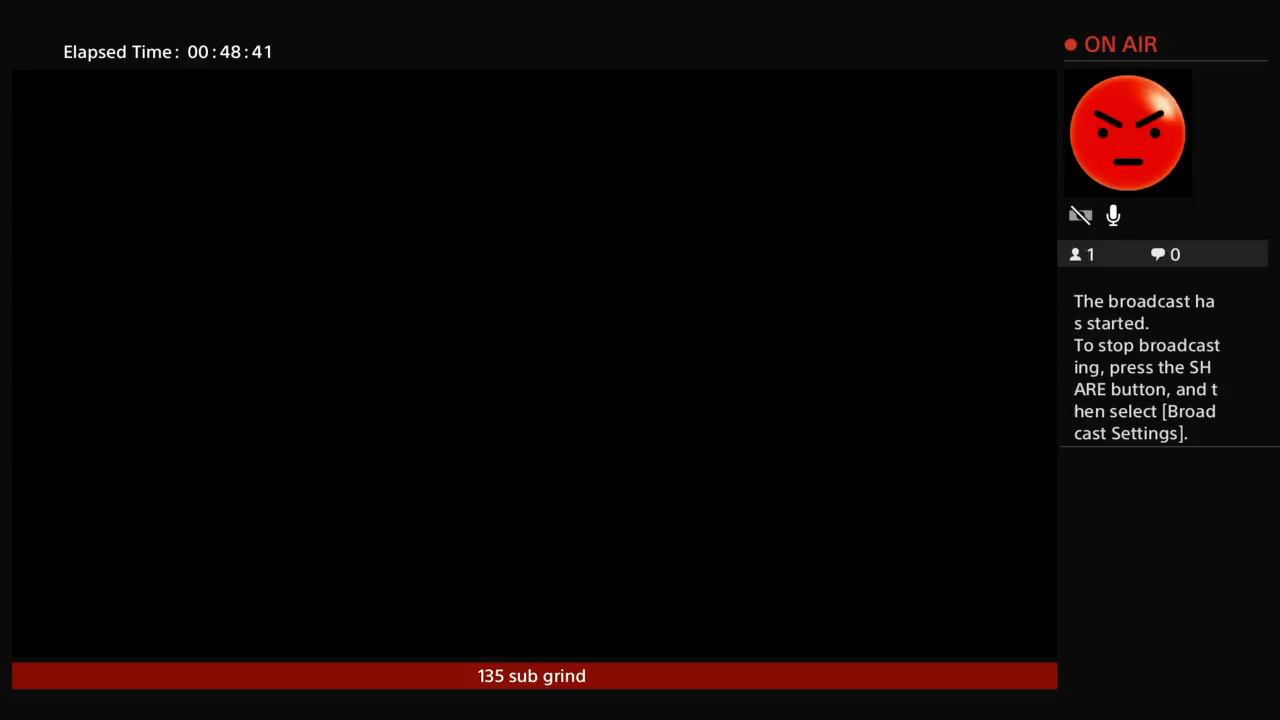 Elapsed Time: 00:48:41
ON AIR
1 0
The broadcast ha
s started.
To stop broadcast
ing, press the SH
ARE button, and t
hen select [Broad
cast Settings].
135 sub grind